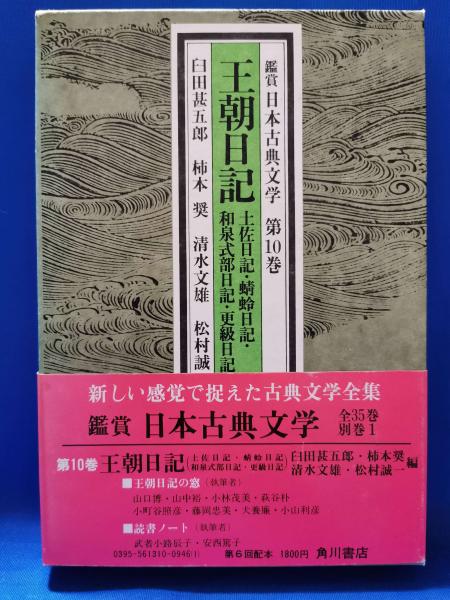 鑑賞 日本古典文学 第10巻
王朝日記
土佐日記・蜻蛉日記・
和泉式部日記・更級日記
臼田甚五郎 柿本 奨 清水文雄 松村誠
新しい感覚で捉えた古典文学全集
鑑賞 日本古典文学 全35巻
別巻1
第10巻 王朝日記
(土佐日記・蜻蛉日記
和泉式部日記・更級日記)
臼田甚五郎・柿本奨
清水文雄・松村誠一 編
■王朝日記の窓(執筆者)
山口博・山中裕・小林茂美・萩谷朴
小町谷照彦・藤岡忠美・犬養廉・小山利彦
■読書ノート(執筆者)
武者小路辰子・安西篤子
0395-561310-0946(1) 第6回配本 1800円 角川書店